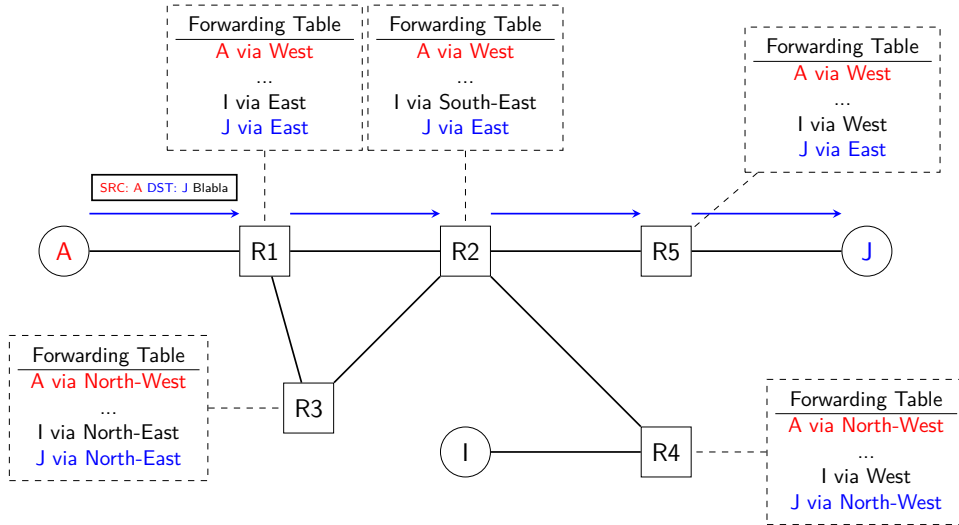 Forwarding Table
A via West
...
I via East
J via East
Forwarding Table
A via West
...
I via South-East
J via East
Forwarding Table
A via West
...
I via West
J via East
SRC: A DST: J Blabla
A
R1
R2
R5
J
Forwarding Table
A via North-West
...
I via North-East
J via North-East
R3
I
R4
Forwarding Table
A via North-West
...
I via West
J via North-West